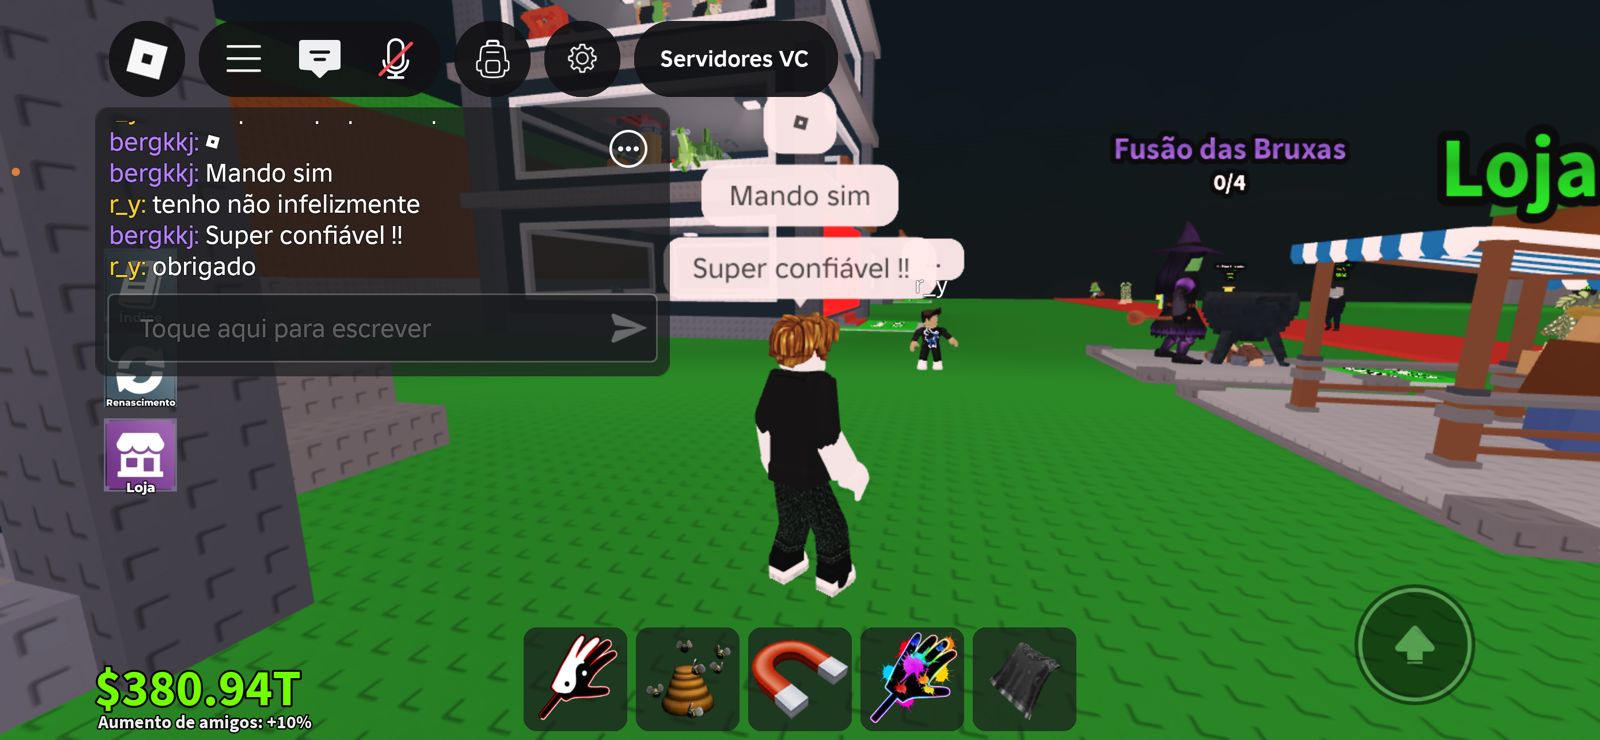 Servidores VC
bergkkj:
bergkkj: Mando sim
r_y: tenho não infelizmente
bergkkj: Super confiável !!
r_y: obrigado
Toque aqui para escrever
Mando sim
Super confiável !!
r_y
Fusão das Bruxas
0/4
Loja
Índice
Renascimento
Loja
$380.94T
Aumento de amigos: +10%